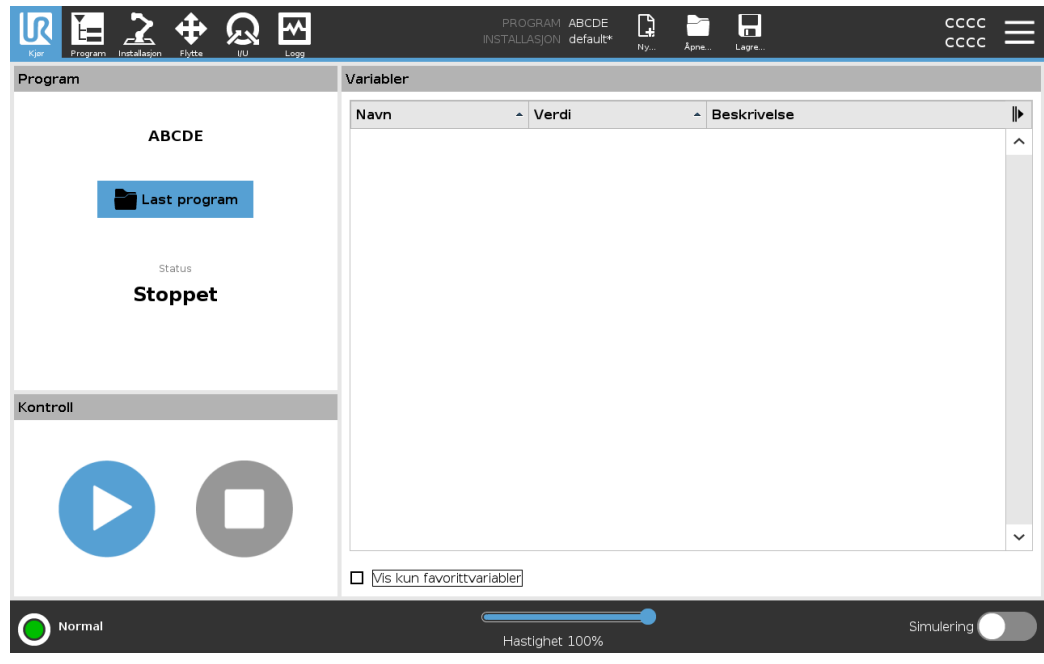 UR
Kjør
Program
Installasjon
Flytte
I/U
Logg
PROGRAM ABCDE
INSTALLASJON default*
Ny...
Åpne...
Lagre...
CCCC
CCCC
Program
ABCDE
Last program
Status
Stoppet
Kontroll
Variabler
Navn Verdi Beskrivelse
Vis kun favorittvariabler
Normal
Hastighet 100%
Simulering